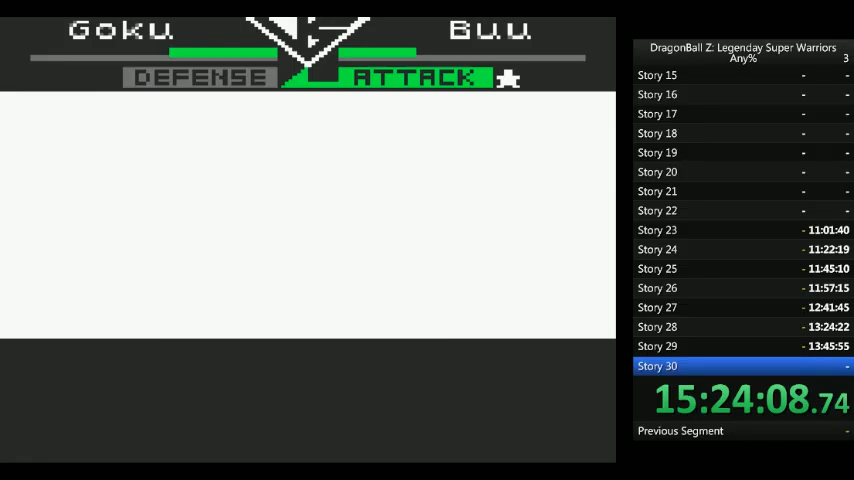 Goku Buu
DEFENSE ATTACK
DragonBall Z: Legenday Super Warriors
Any% 3
Story 15 - -
Story 16 - -
Story 17 - -
Story 18 - -
Story 19 - -
Story 20 - -
Story 21 - -
Story 22 - -
Story 23 - 11:01:40
Story 24 - 11:22:19
Story 25 - 11:45:10
Story 26 - 11:57:15
Story 27 - 12:41:45
Story 28 - 13:24:22
Story 29 - 13:45:55
Story 30 -
15:24:08.74
Previous Segment -